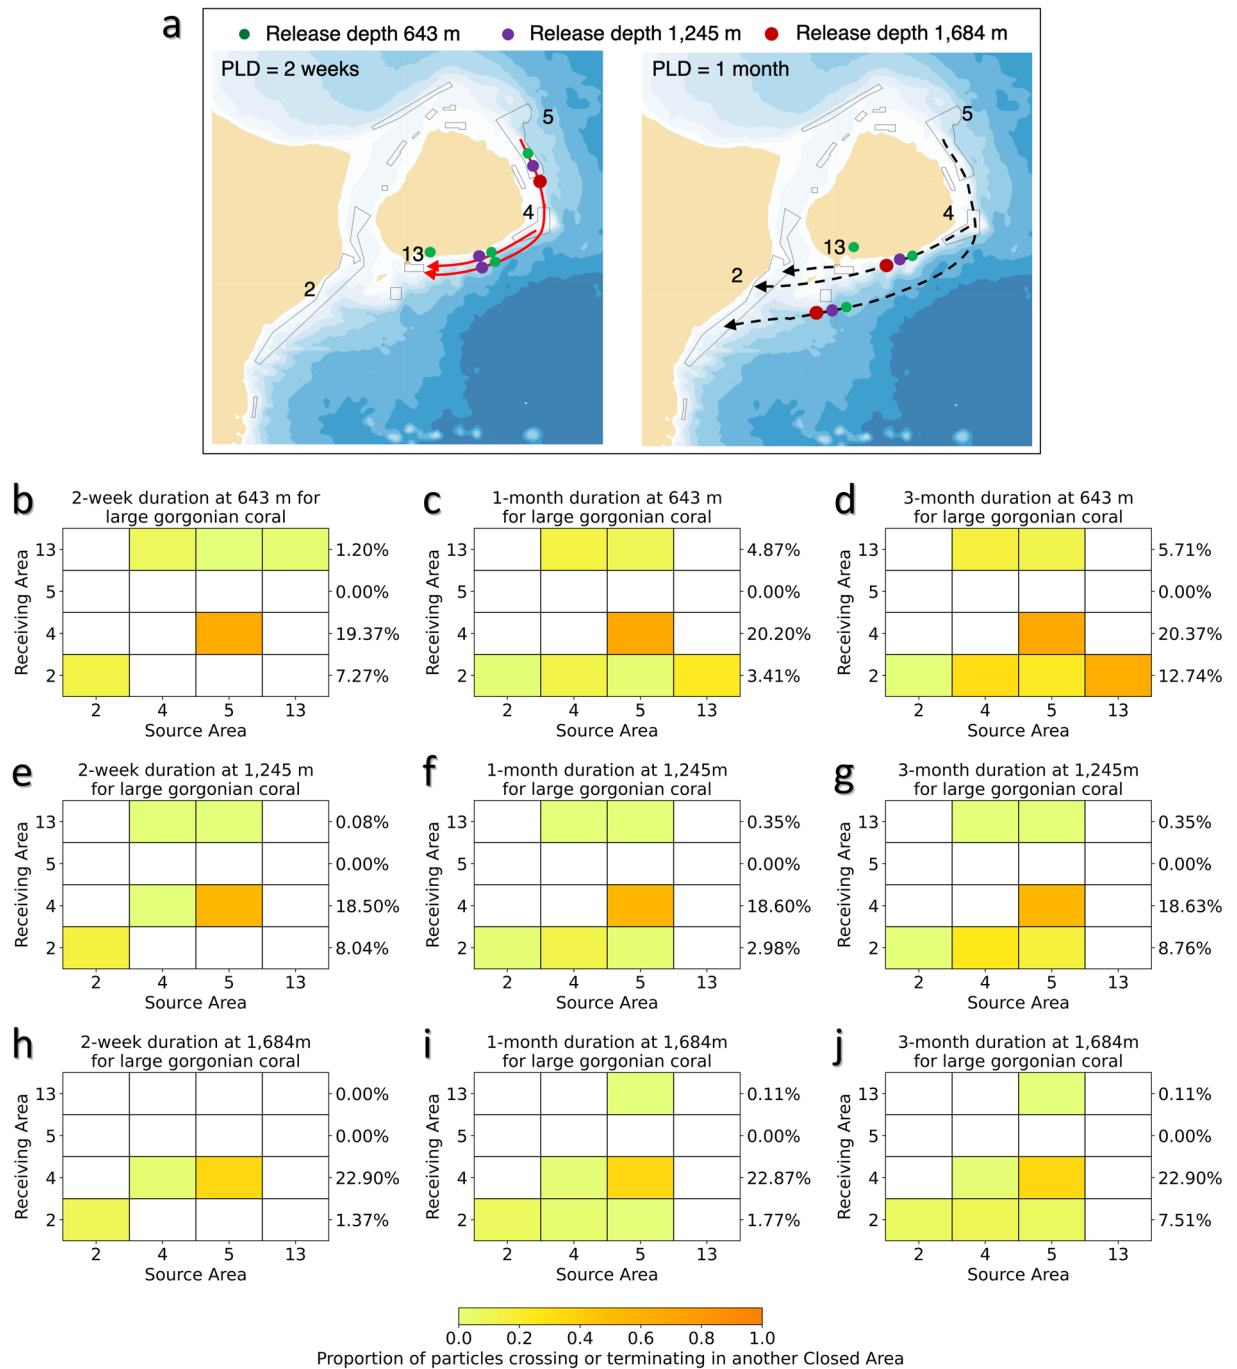 a
Release depth 643 m Release depth 1,245 m Release depth 1,684 m
PLD = 2 weeks
5
4
13
2
PLD = 1 month
5
4
13
2
b
2-week duration at 643 m for
large gorgonian coral
Receiving Area
13 1.20%
5 0.00%
4 19.37%
2 7.27%
2 4 5 13
Source Area
c
1-month duration at 643 m
for large gorgonian coral
Receiving Area
13 4.87%
5 0.00%
4 20.20%
2 3.41%
2 4 5 13
Source Area
d
3-month duration at 643 m
for large gorgonian coral
Receiving Area
13 5.71%
5 0.00%
4 20.37%
2 12.74%
2 4 5 13
Source Area
e
2-week duration at 1,245 m
for large gorgonian coral
Receiving Area
13 0.08%
5 0.00%
4 18.50%
2 8.04%
2 4 5 13
Source Area
f
1-month duration at 1,245m
for large gorgonian coral
Receiving Area
13 0.35%
5 0.00%
4 18.60%
2 2.98%
2 4 5 13
Source Area
g
3-month duration at 1,245m
for large gorgonian coral
Receiving Area
13 0.35%
5 0.00%
4 18.63%
2 8.76%
2 4 5 13
Source Area
h
2-week duration at 1,684m
for large gorgonian coral
Receiving Area
13 0.00%
5 0.00%
4 22.90%
2 1.37%
2 4 5 13
Source Area
i
1-month duration at 1,684m
for large gorgonian coral
Receiving Area
13 0.11%
5 0.00%
4 22.87%
2 1.77%
2 4 5 13
Source Area
j
3-month duration at 1,684m
for large gorgonian coral
Receiving Area
13 0.11%
5 0.00%
4 22.90%
2 7.51%
2 4 5 13
Source Area
0.0 0.2 0.4 0.6 0.8 1.0
Proportion of particles crossing or terminating in another Closed Area